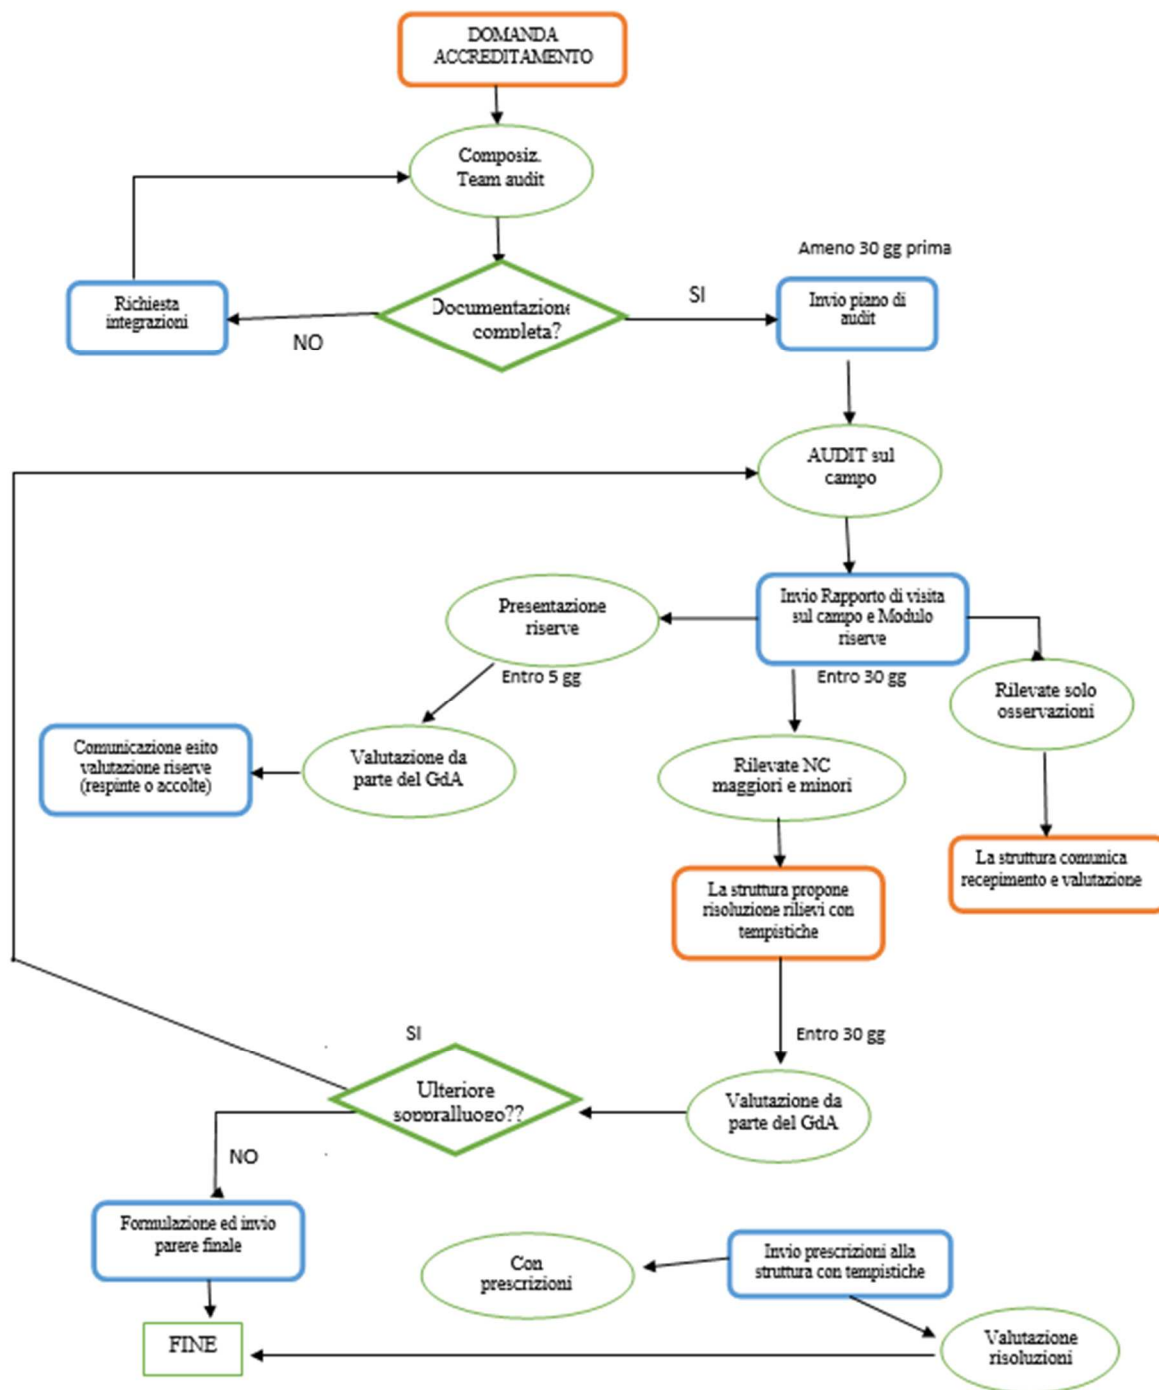 DOMANDA
ACCREDITAMENTO
Composiz.
Team audit
Ameno 30 gg prima
Richiesta
integrazioni
NO
Documentazione
completa?
SI
Invio piano di
audit
AUDIT sul
campo
Presentazione
riserve
Invio Rapporto di visita
sul campo e Modulo
riserve
Entro 5 gg
Entro 30 gg
Rilevate solo
osservazioni
Comunicazione esito
valutazione riserve
(respinte o accolte)
Valutazione da
parte del GdA
Rilevate NC
maggiori e minori
La struttura comunica
recepimento e valutazione
La struttura propone
risoluzione rilievi con
tempistiche
Entro 30 gg
SI
Ulteriore
sopralluogo??
Valutazione da
parte del GdA
NO
Formulazione ed invio
parere finale
Con
prescrizioni
Invio prescrizioni alla
struttura con tempistiche
FINE
Valutazione
risoluzioni